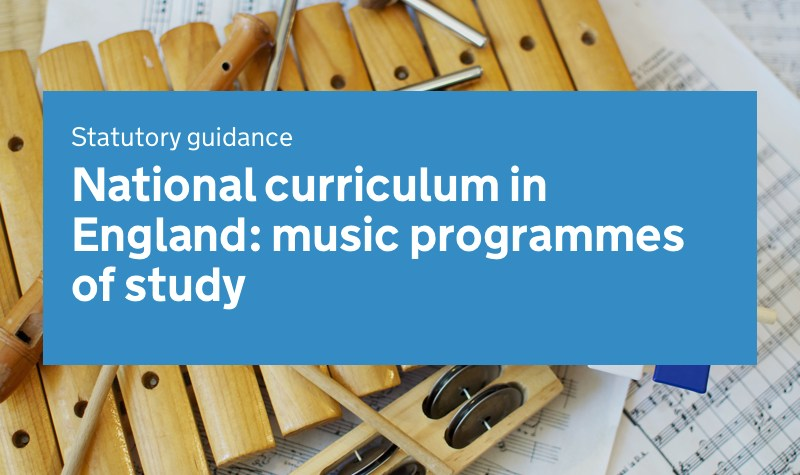 Statutory guidance
National curriculum in
England: music programmes
of study